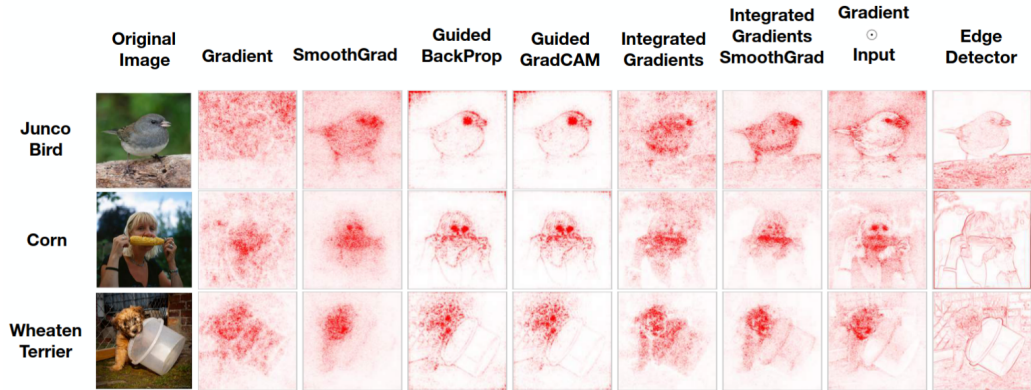 Original
Image
Gradient
SmoothGrad
Guided
BackProp
Guided
GradCAM
Integrated
Gradients
Integrated
Gradients
SmoothGrad
Gradient
⊙
Input
Edge
Detector
Junco
Bird
Corn
Wheaten
Terrier